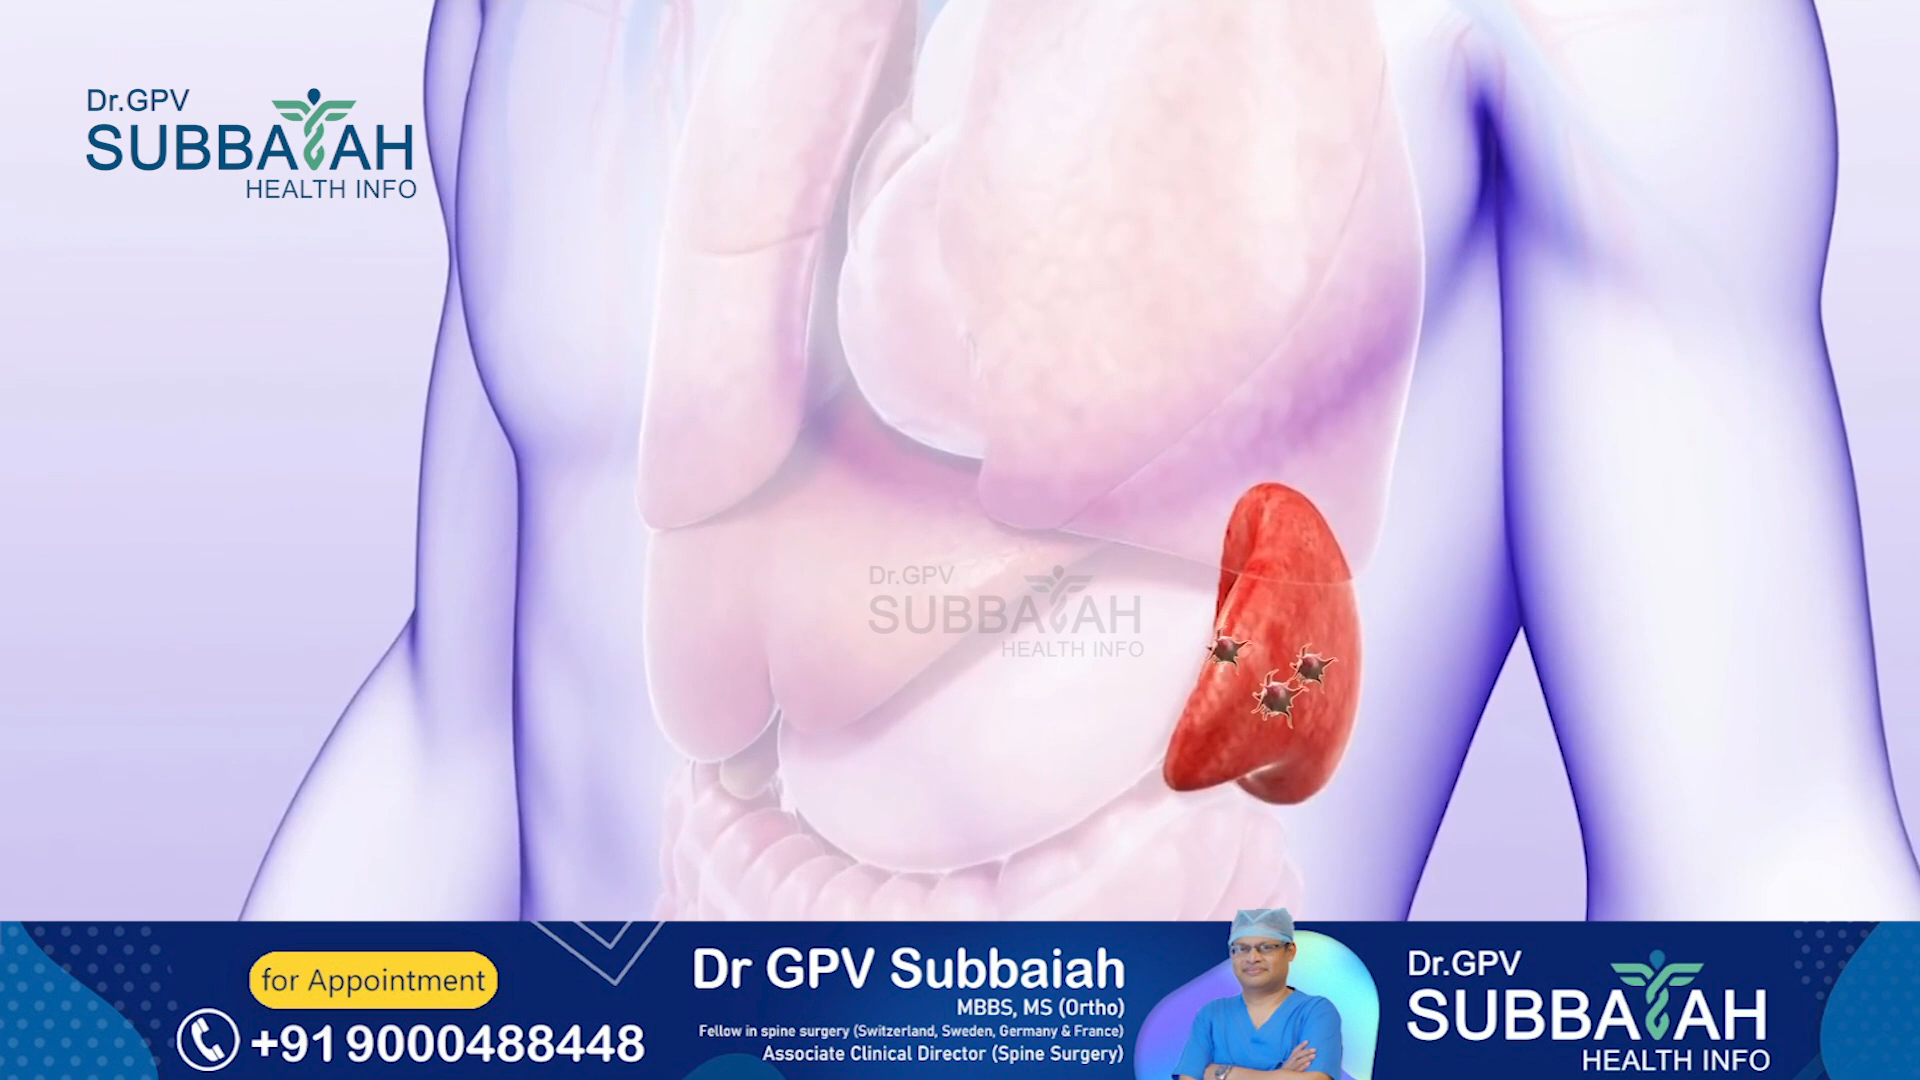 Dr.GPV
SUBBAIAH
HEALTH INFO
Dr.GPV
SUBBAIAH
HEALTH INFO
for Appointment
+91 9000488448
Dr GPV Subbaiah
MBBS, MS (Ortho)
Fellow in spine surgery (Switzerland, Sweden, Germany & France)
Associate Clinical Director (Spine Surgery)
Dr.GPV
SUBBAIAH
HEALTH INFO